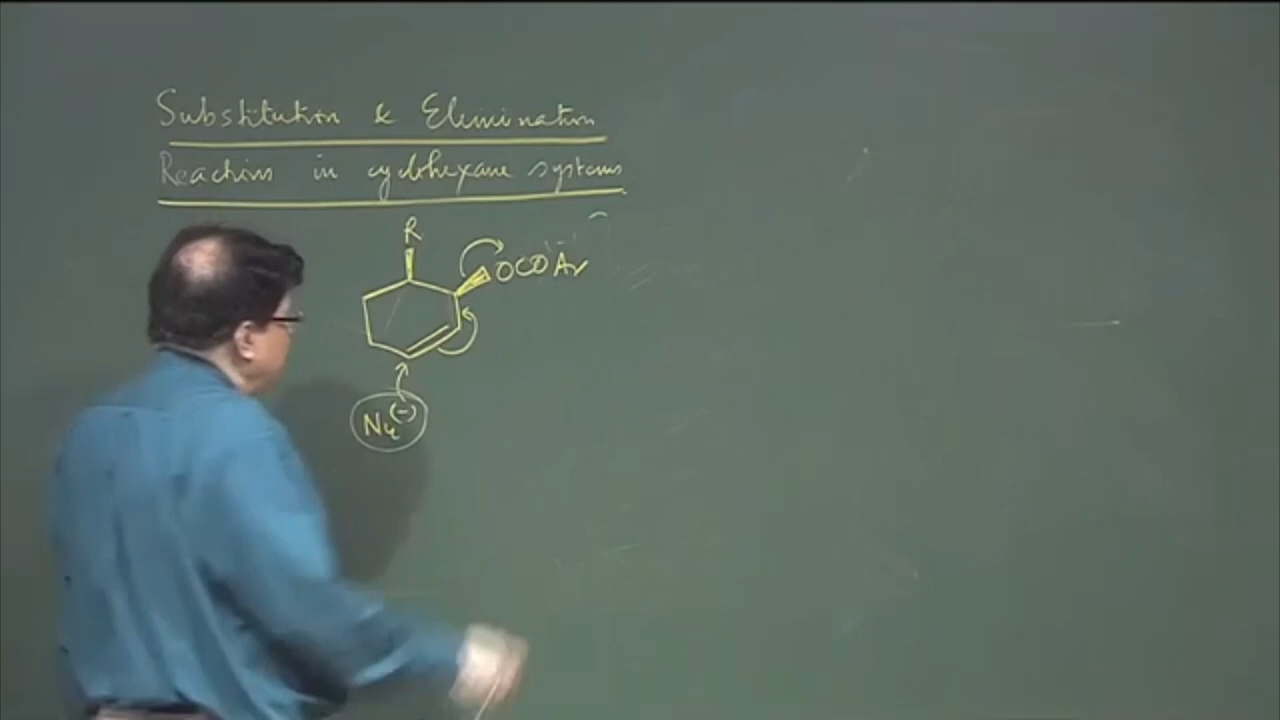 Substitution & Elimination
Reactions in cyclohexane systems
R
OCOAr
Nu(-)